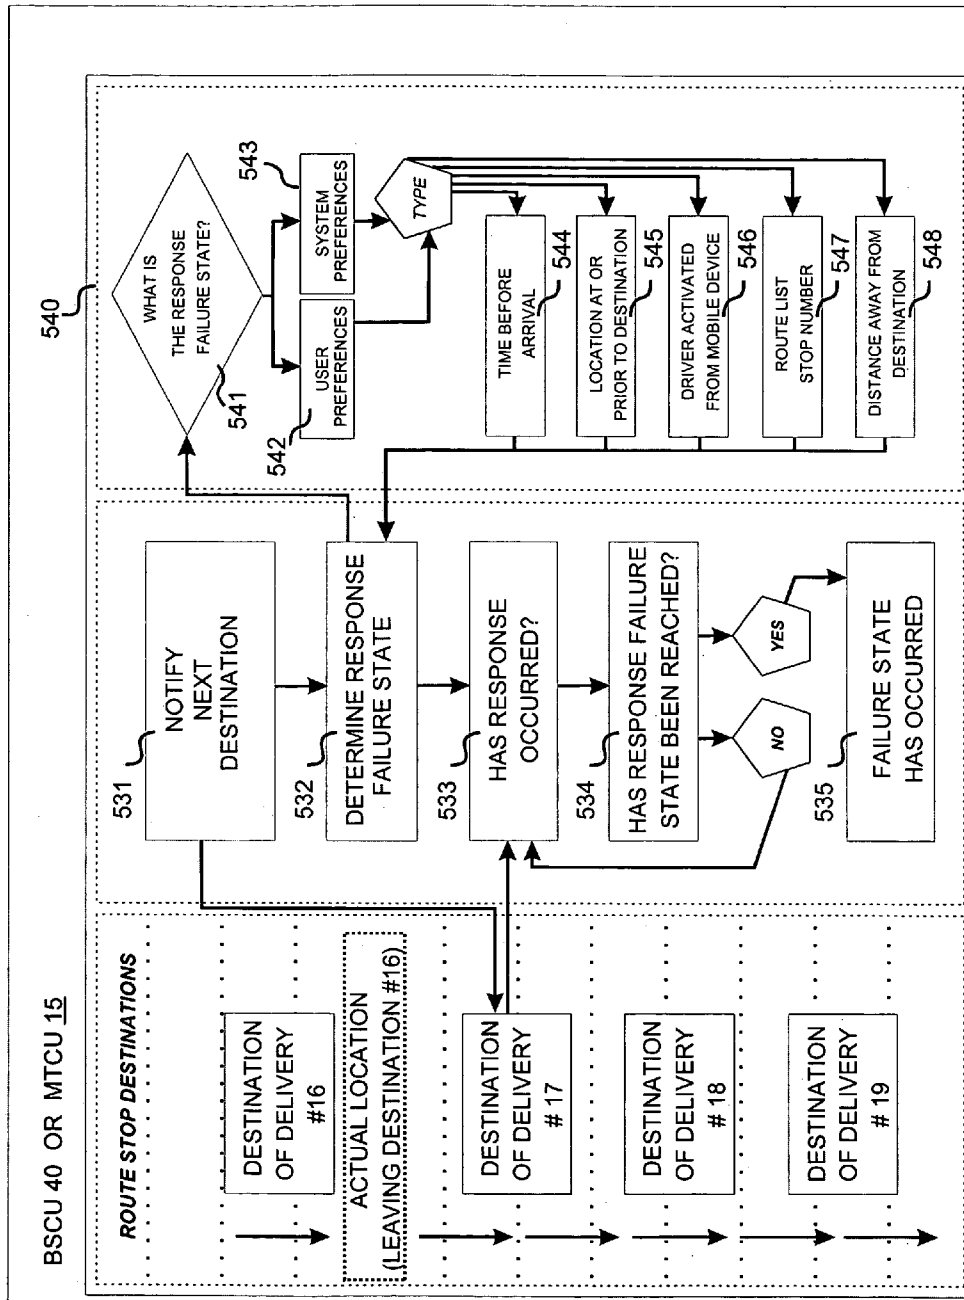 BSCU 40 OR MTCU 15
ROUTE STOP DESTINATIONS
DESTINATION
OF DELIVERY
#16
ACTUAL LOCATION
(LEAVING DESTINATION #16)
DESTINATION
OF DELIVERY
# 17
DESTINATION
OF DELIVERY
# 18
DESTINATION
OF DELIVERY
# 19
531
NOTIFY
NEXT
DESTINATION
532
DETERMINE RESPONSE
FAILURE STATE
533
HAS RESPONSE
OCCURRED?
534
HAS RESPONSE FAILURE
STATE BEEN REACHED?
NO
YES
535
FAILURE STATE
HAS OCCURRED
540
WHAT IS
THE RESPONSE
FAILURE STATE?
541
542
USER
PREFERENCES
543
SYSTEM
PREFERENCES
TYPE
TIME BEFORE
ARRIVAL
544
LOCATION AT OR
PRIOR TO DESTINATION
545
DRIVER ACTIVATED
FROM MOBILE DEVICE
546
ROUTE LIST
STOP NUMBER
547
DISTANCE AWAY FROM
DESTINATION
548